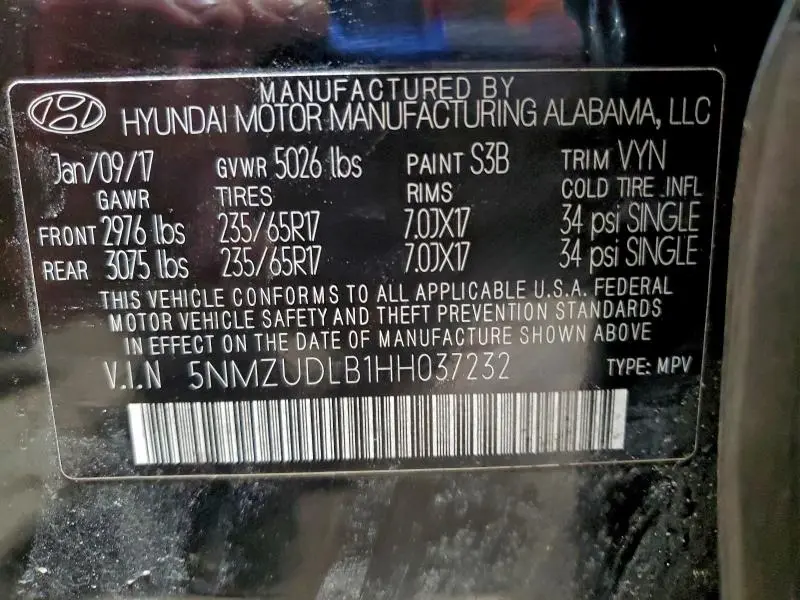 MANUFACTURED BY
HYUNDAI MOTOR MANUFACTURING ALABAMA, LLC
Jan/09/17 GVWR 5026 lbs PAINT S3B TRIM VYN
GAWR TIRES RIMS COLD TIRE INFL
FRONT 2976 lbs 235/65R17 7.0JX17 34 psi SINGLE
REAR 3075 lbs 235/65R17 7.0JX17 34 psi SINGLE
THIS VEHICLE CONFORMS TO ALL APPLICABLE U.S.A. FEDERAL
MOTOR VEHICLE SAFETY AND THEFT PREVENTION STANDARDS
IN EFFECT ON THE DATE OF MANUFACTURE SHOWN ABOVE
V.I.N 5NMZUDLB1HH037232 TYPE: MPV